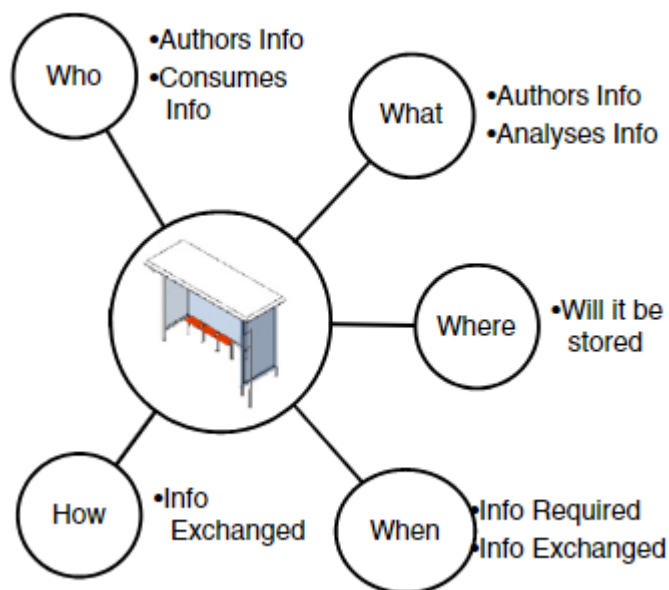 Who
•Authors Info
•Consumes
Info
What
•Authors Info
•Analyses Info
Where
•Will it be
stored
How
•Info
Exchanged
When
•Info Required
•Info Exchanged